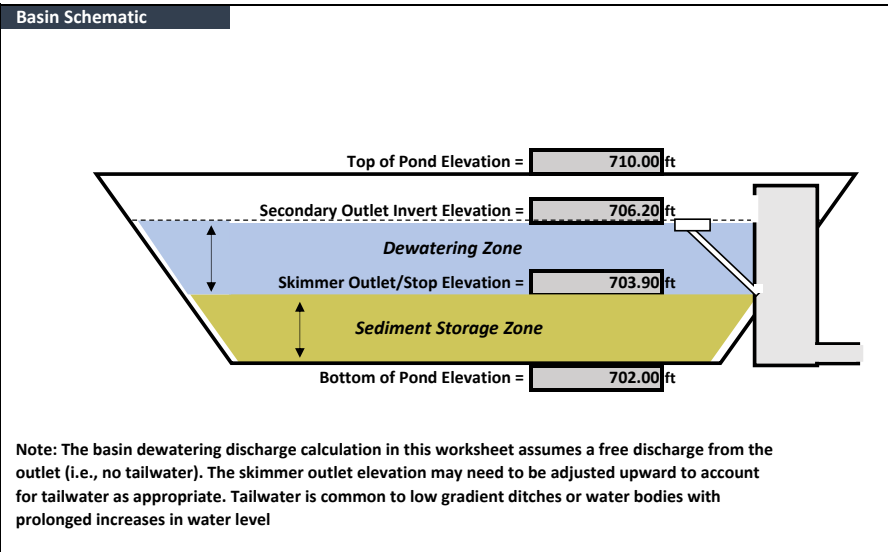 Basin Schematic
Top of Pond Elevation = 710.00 ft
Secondary Outlet Invert Elevation = 706.20 ft
Dewatering Zone
Skimmer Outlet/Stop Elevation = 703.90 ft
Sediment Storage Zone
Bottom of Pond Elevation = 702.00 ft
Note: The basin dewatering discharge calculation in this worksheet assumes a free discharge from the
outlet (i.e., no tailwater). The skimmer outlet elevation may need to be adjusted upward to account
for tailwater as appropriate. Tailwater is common to low gradient ditches or water bodies with
prolonged increases in water level